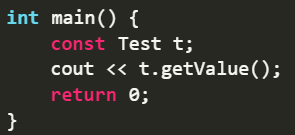 int main() {
    const Test t;
    cout << t.getValue();
    return 0;
}